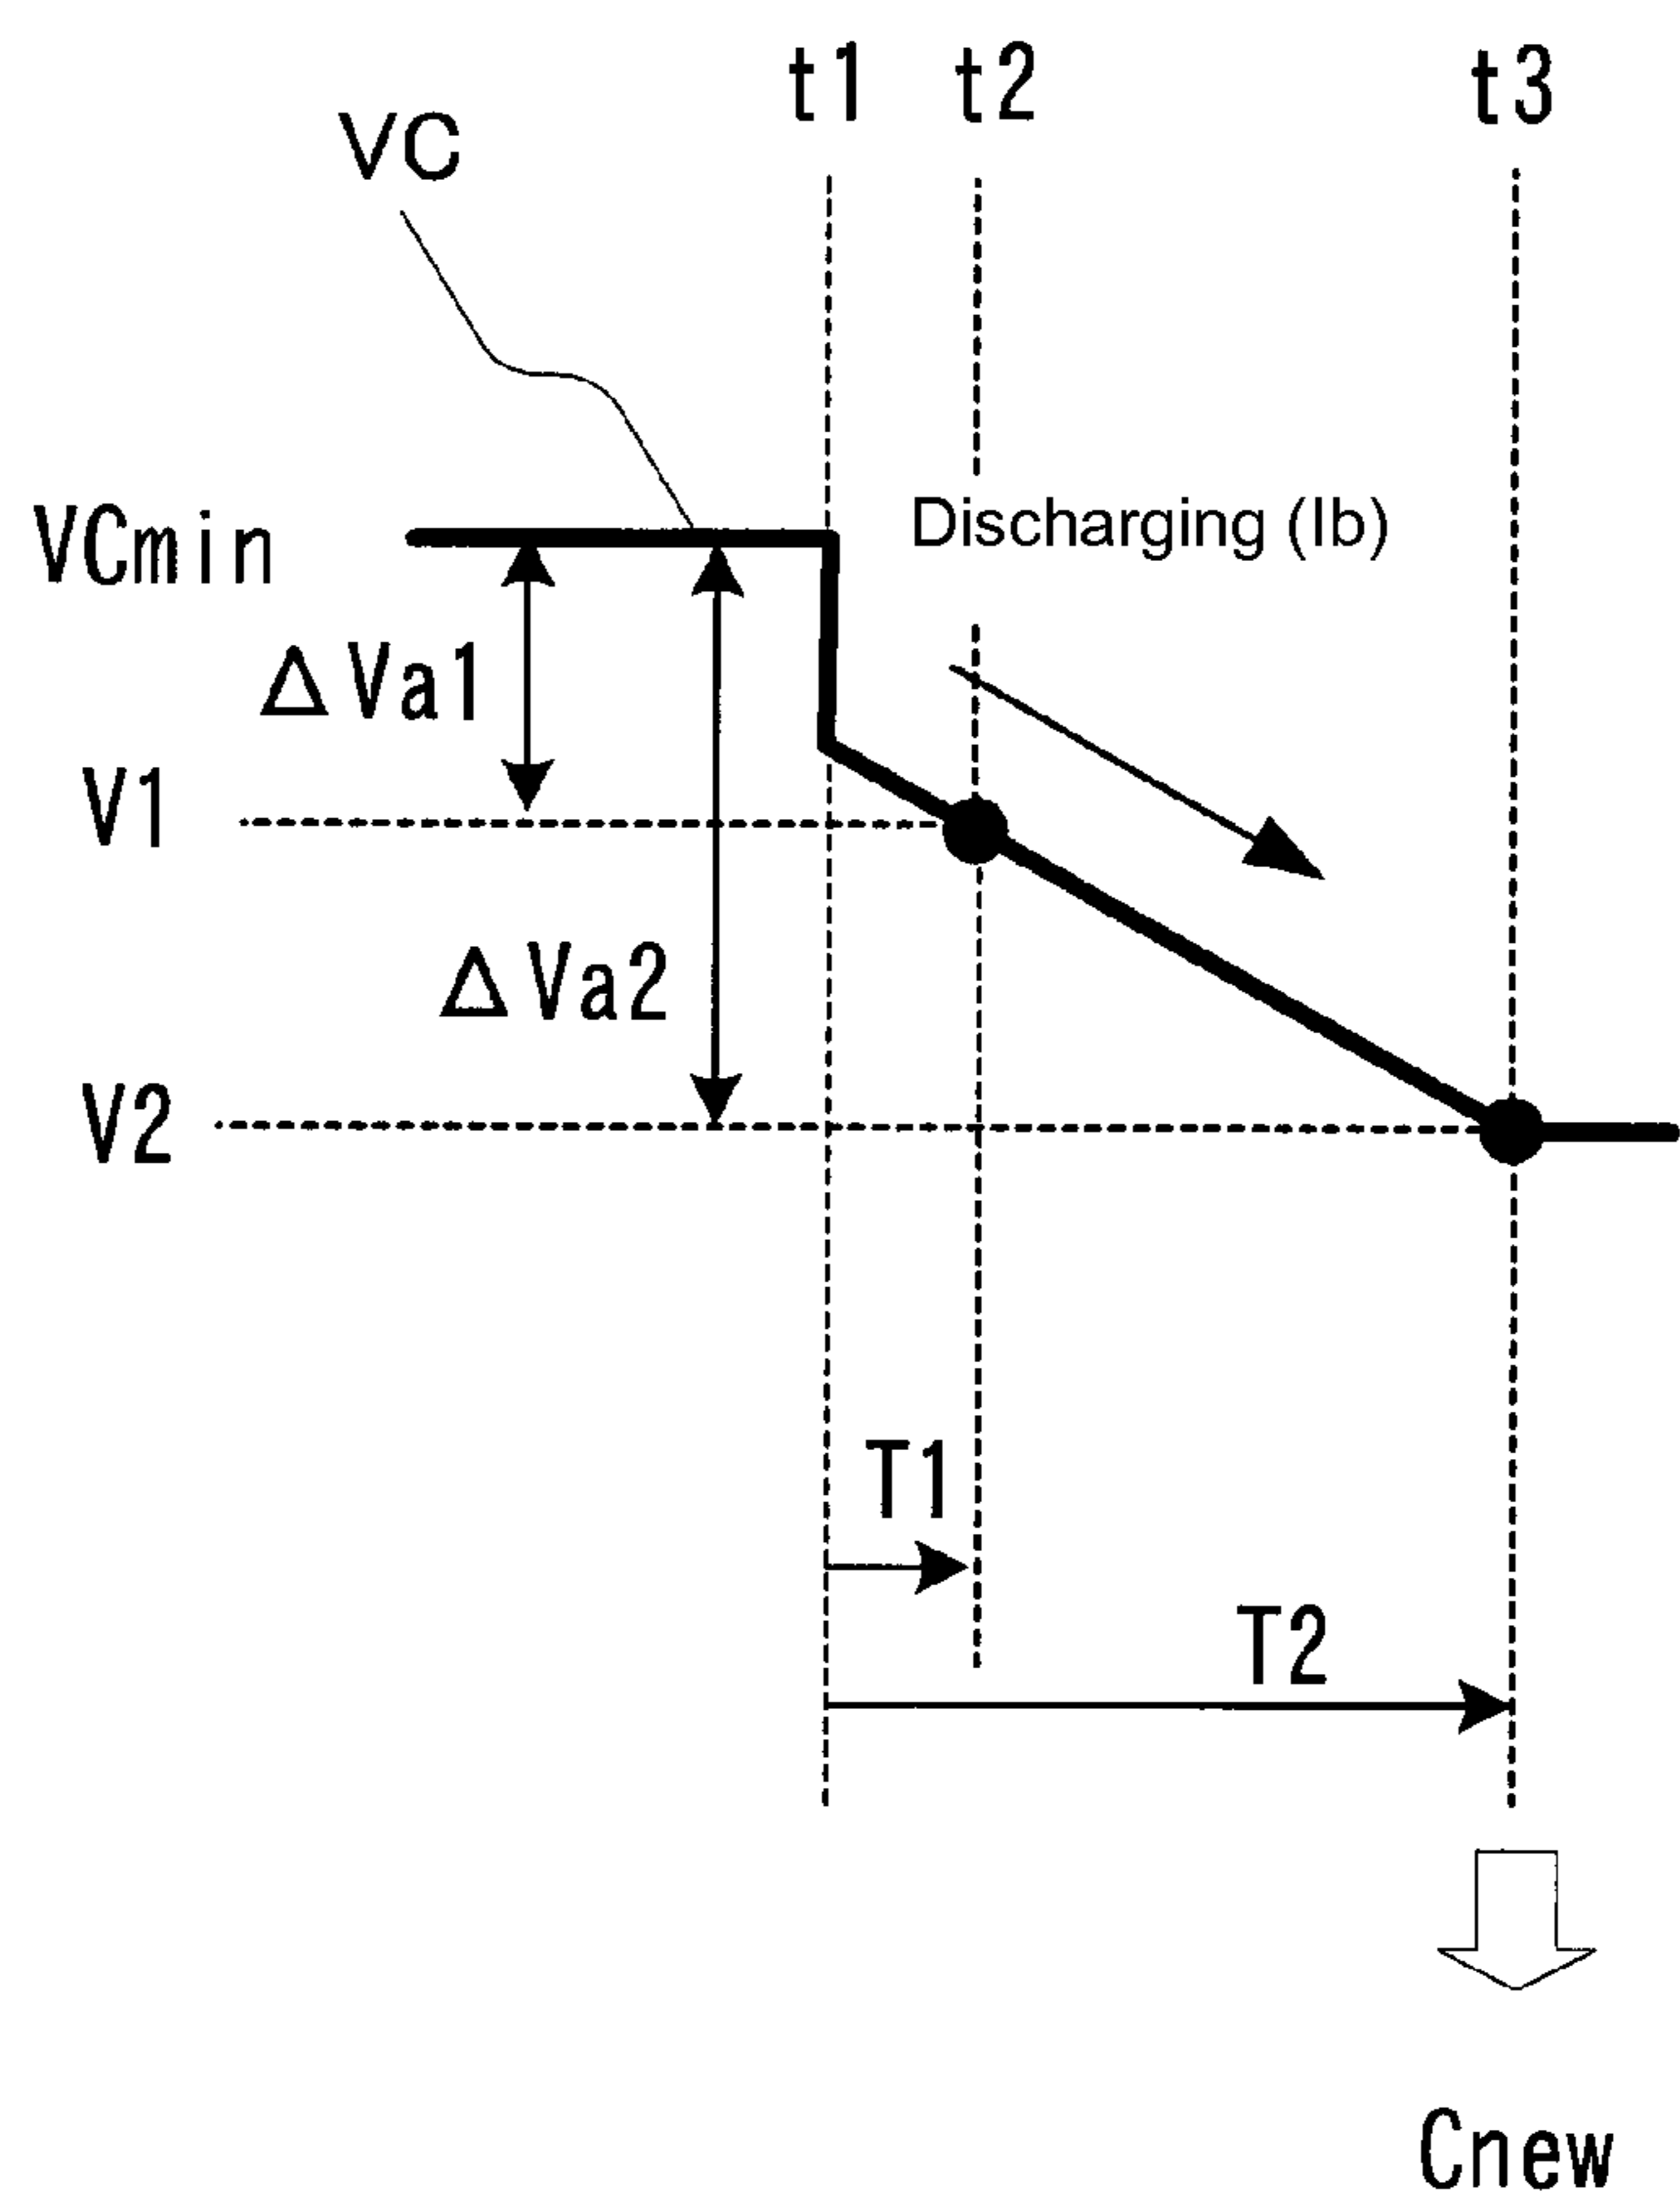 t1 t2 t3
VC
VCmin
Discharging (Ib)
ΔVa1
V1
ΔVa2
V2
T1
T2
Cnew